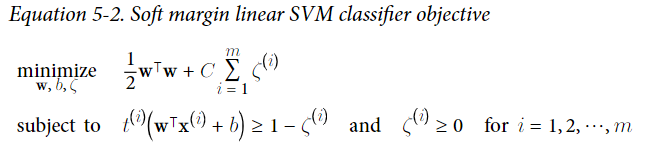 Equation 5-2. Soft margin linear SVM classifier objective
minimize w, b, ζ 1/2 w⊺w + C ∑ i = 1 m ζ(i)
subject to t(i)(w⊺x(i) + b) ≥ 1 − ζ(i) and ζ(i) ≥ 0 for i = 1, 2, ⋯, m